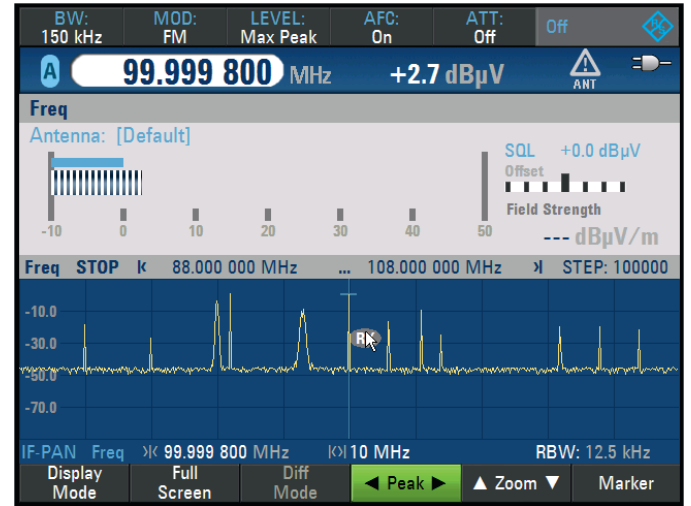 BW: MOD: LEVEL: AFC: ATT: Off
150 kHz FM Max Peak On Off
A 99.999 800 MHz +2.7 dBµV ANT
Freq
Antenna: [Default]
SQL +0.0 dBµV
Offset
Field Strength
-10 0 10 20 30 40 50
--- dBµV/m
Freq STOP 88.000 000 MHz ... 108.000 000 MHz STEP: 100000
-10.0
-30.0
RX
-50.0
-70.0
IF-PAN Freq 99.999 800 MHz 10 MHz RBW: 12.5 kHz
Display Mode Full Screen Diff Mode ◄ Peak ► ▲ Zoom ▼ Marker